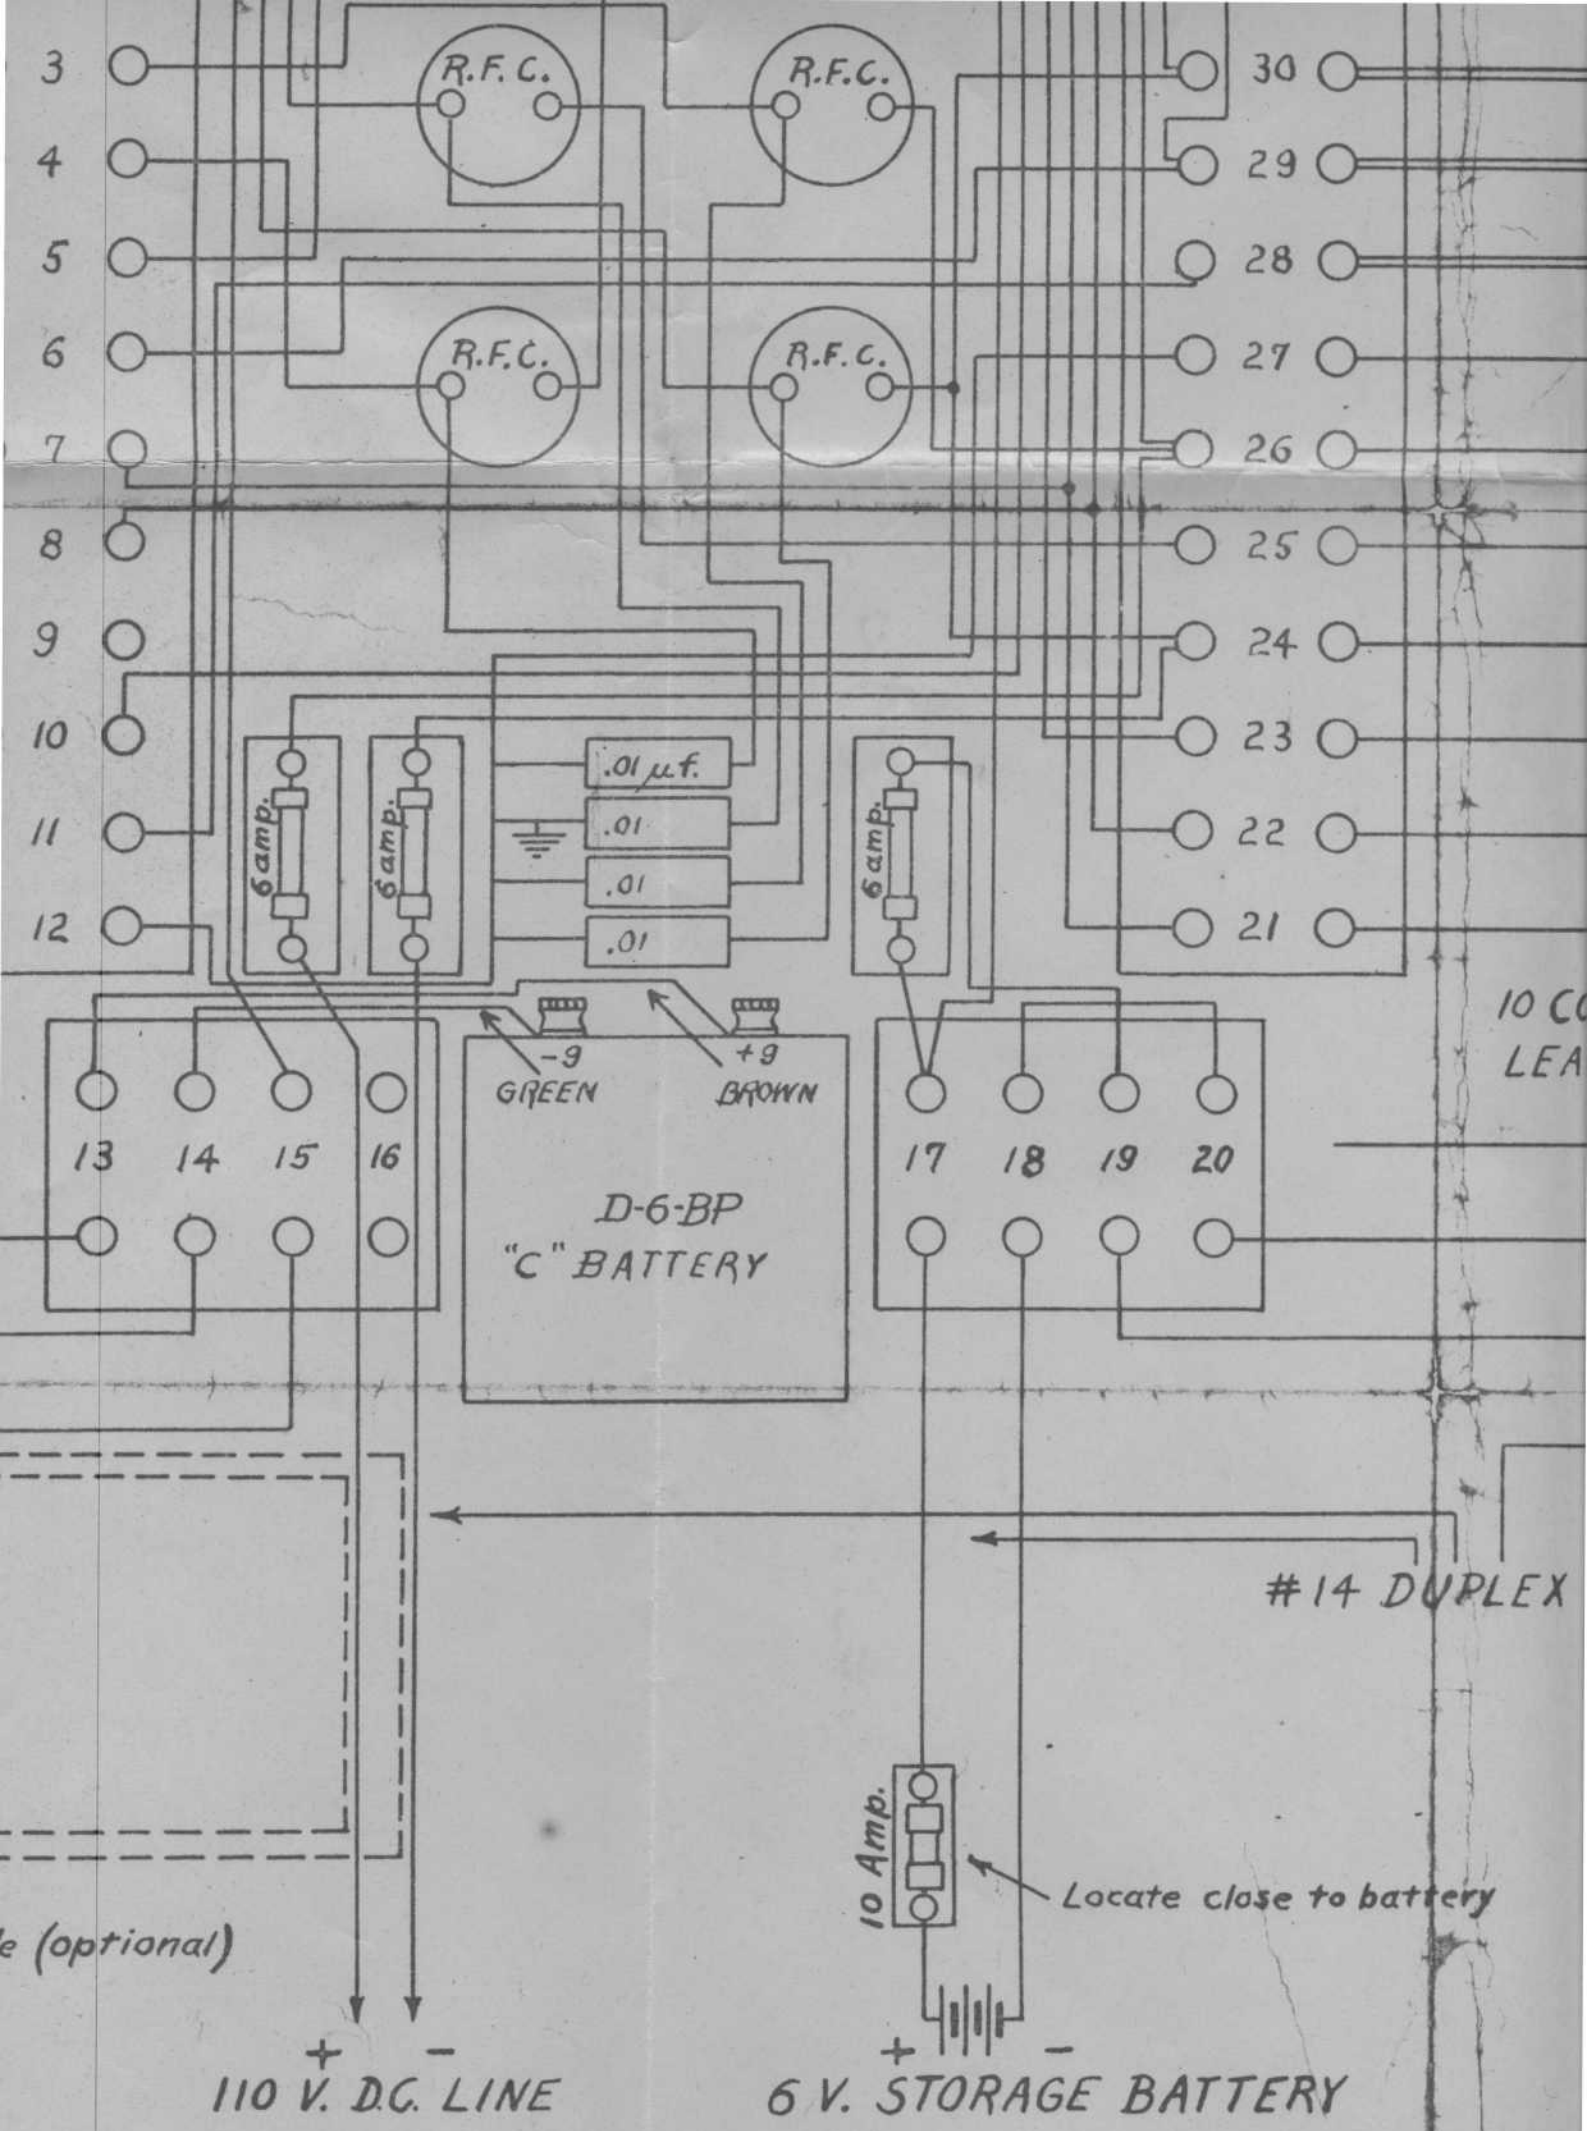 3
R.F.C.
R.F.C.
30
4
29
5
28
6
R.F.C.
R.F.C.
27
7
26
8
25
9
24
10
23
6 amp.
6 amp.
.01 μf.
6 amp.
11
.01
22
.01
12
.01
21
10 CO
LEA
-9
GREEN
+9
BROWN
13 14 15 16
17 18 19 20
D-6-BP
"C" BATTERY
#14 DUPLEX
10 Amp.
Locate close to battery
e (optional)
+ -
110 V. D.C. LINE
+ -
6 V. STORAGE BATTERY